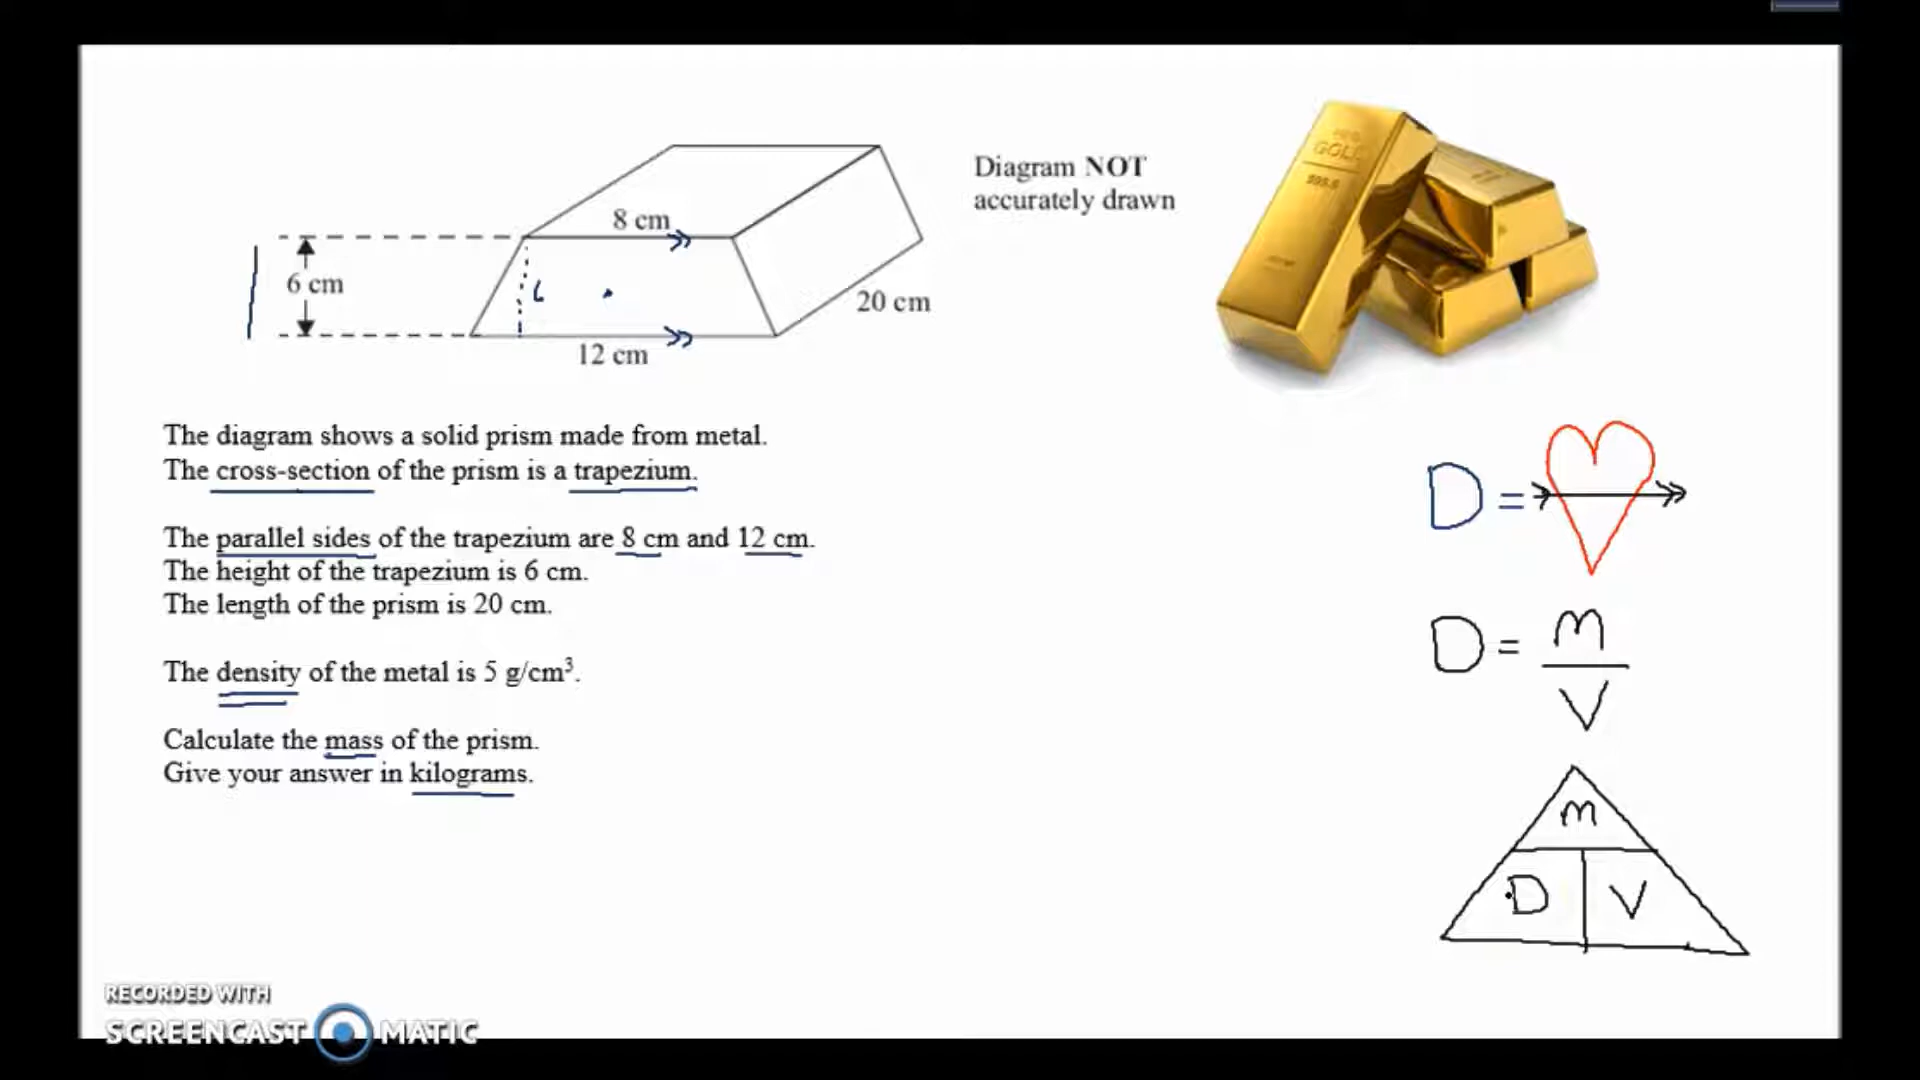 Diagram NOT
accurately drawn
GOLD
999.9
8 cm
6 cm
6
20 cm
12 cm
The diagram shows a solid prism made from metal.
The cross-section of the prism is a trapezium.
The parallel sides of the trapezium are 8 cm and 12 cm.
The height of the trapezium is 6 cm.
The length of the prism is 20 cm.
The density of the metal is 5 g/cm³.
Calculate the mass of the prism.
Give your answer in kilograms.
D =
D = m
V
m
D V
RECORDED WITH
SCREENCAST MATIC